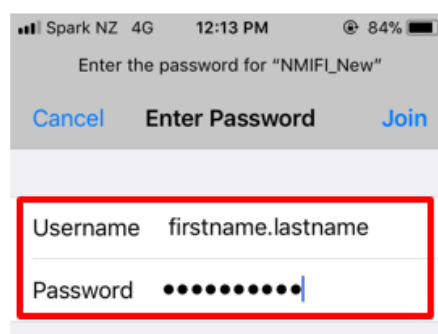 Spark NZ 4G 12:13 PM 84%
Enter the password for “NMIFI_New”
Cancel Enter Password Join
Username firstname.lastname
Password ●●●●●●●●●●